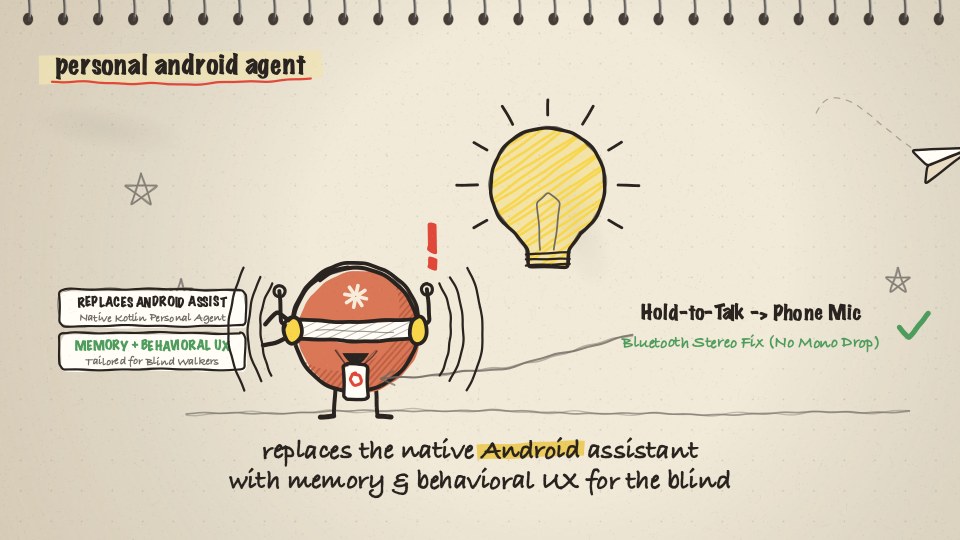 personal android agent
REPLACES ANDROID ASSIST
Native Kotlin Personal Agent
MEMORY + BEHAVIORAL UX
Tailored for Blind Walkers
!
Hold-to-Talk -> Phone Mic
Bluetooth Stereo Fix (No Mono Drop)
replaces the native Android assistant
with memory & behavioral UX for the blind